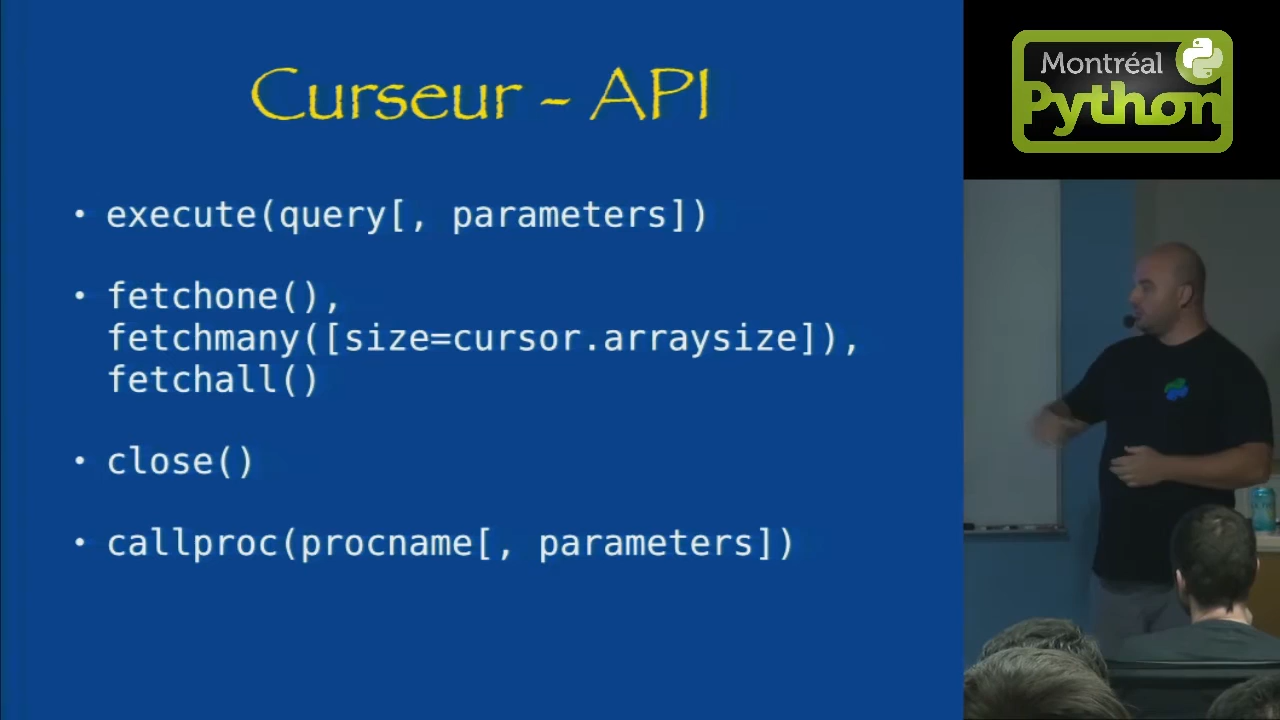 Curseur - API
• execute(query[, parameters])
• fetchone(),
fetchmany([size=cursor.arraysize]),
fetchall()
• close()
• callproc(procname[, parameters])
Montréal
Python